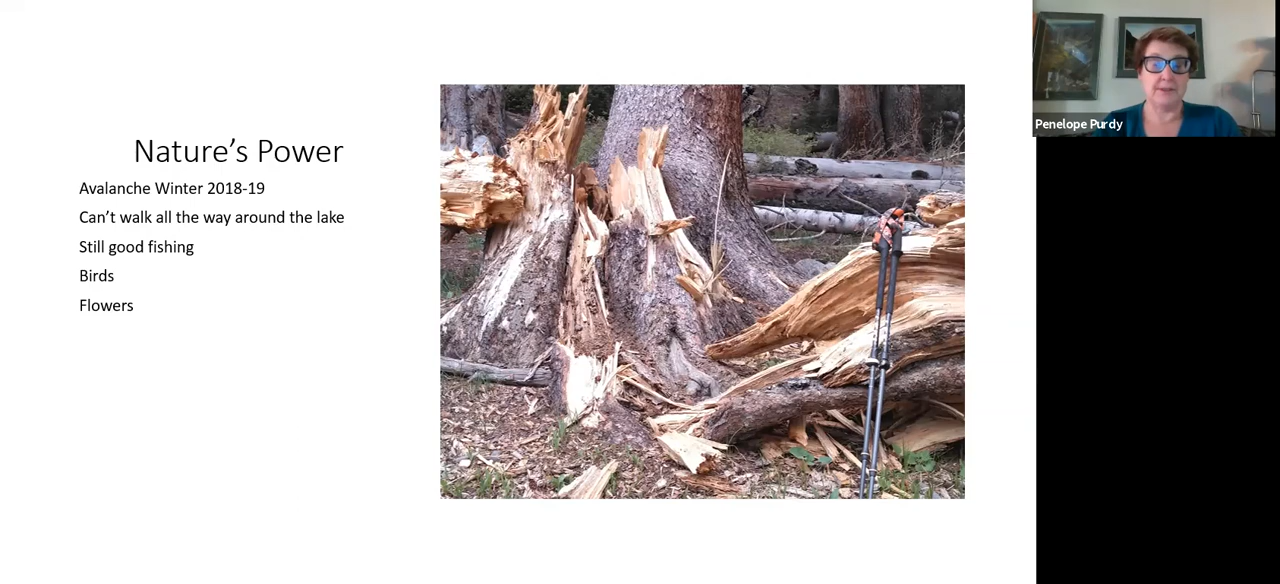 Nature’s Power
Avalanche Winter 2018-19
Can’t walk all the way around the lake
Still good fishing
Birds
Flowers
Penelope Purdy